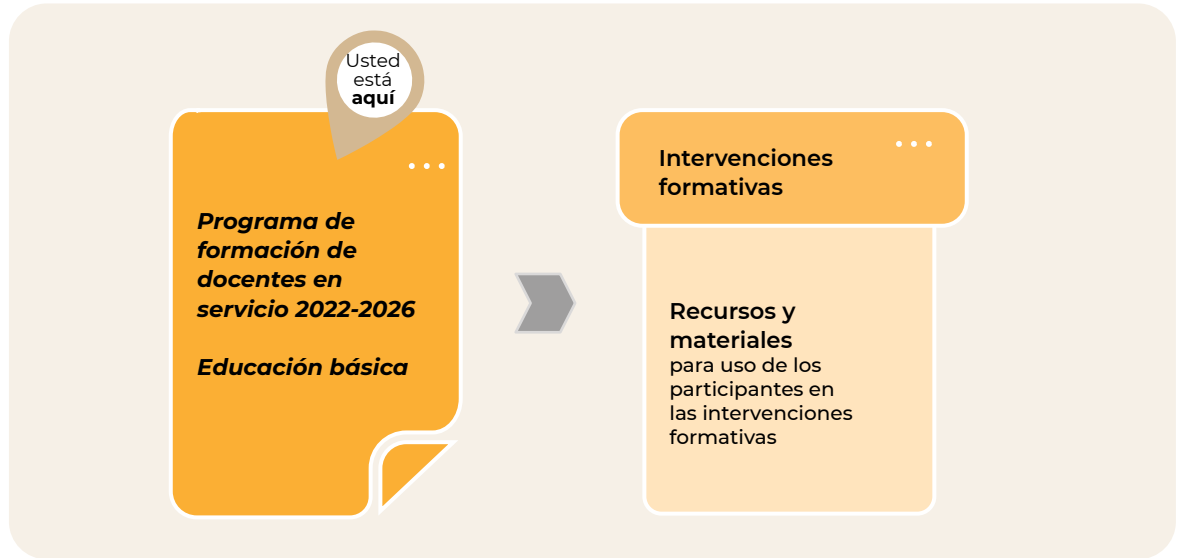 Usted
está
aquí
Programa de
formación de
docentes en
servicio 2022-2026
Educación básica
Intervenciones
formativas
Recursos y
materiales
para uso de los
participantes en
las intervenciones
formativas